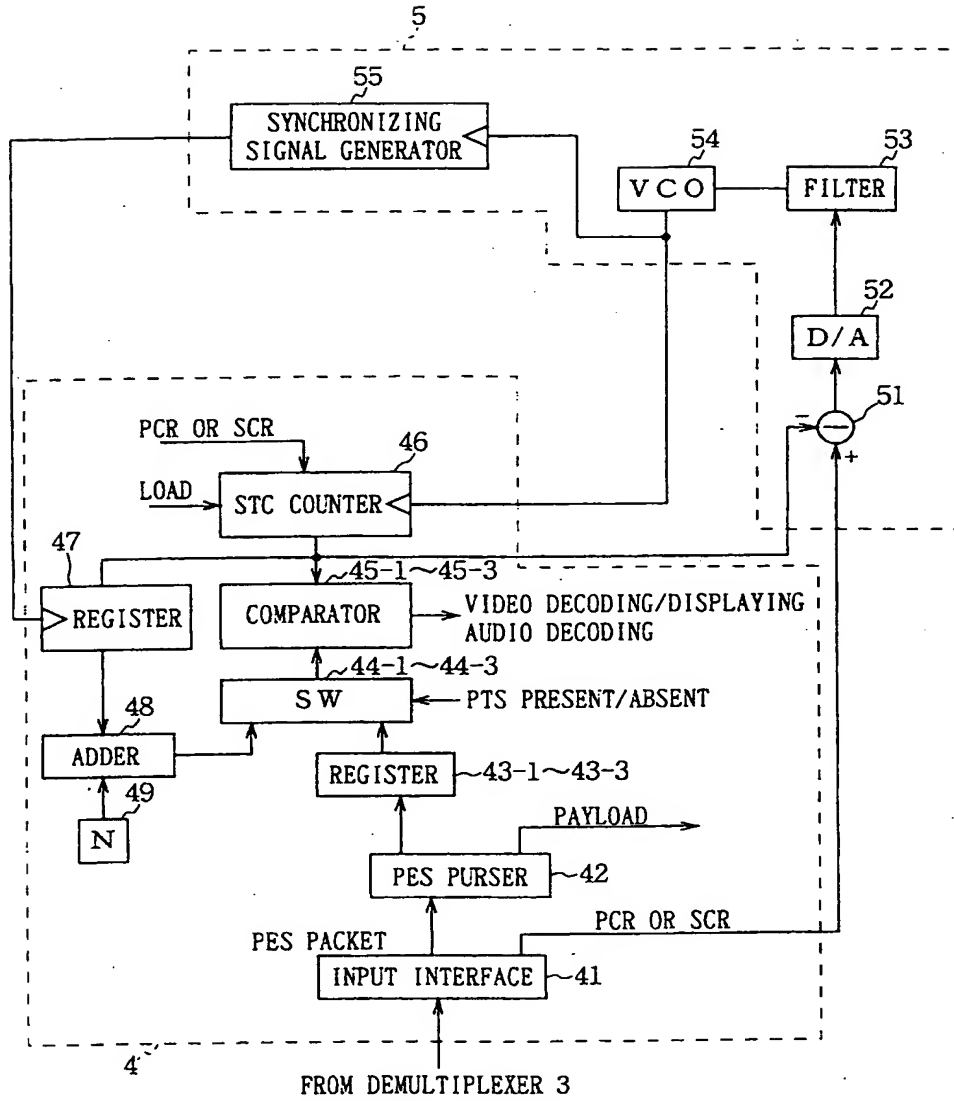 5
55
SYNCHRONIZING
SIGNAL GENERATOR
54
VCO
53
FILTER
52
D/A
51
−
−
+
PCR OR SCR
46
LOAD
STC COUNTER
47
REGISTER
45-1~45-3
COMPARATOR
VIDEO DECODING/DISPLAYING
AUDIO DECODING
44-1~44-3
SW
PTS PRESENT/ABSENT
48
ADDER
REGISTER
43-1~43-3
49
N
PAYLOAD
PES PURSER
42
PES PACKET
PCR OR SCR
INPUT INTERFACE
41
4
FROM DEMULTIPLEXER 3